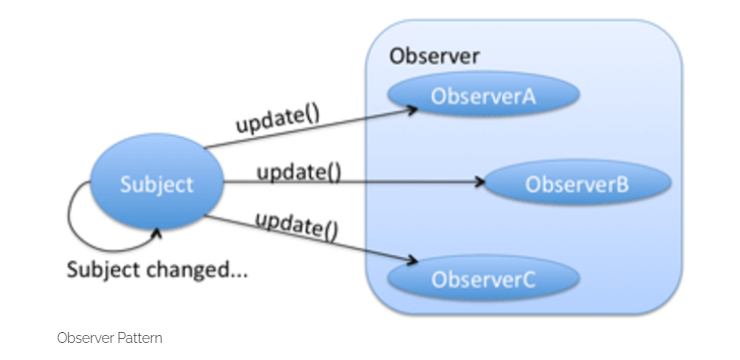 Observer
ObserverA
update()
Subject
update()
ObserverB
update()
ObserverC
Subject changed...
Observer Pattern